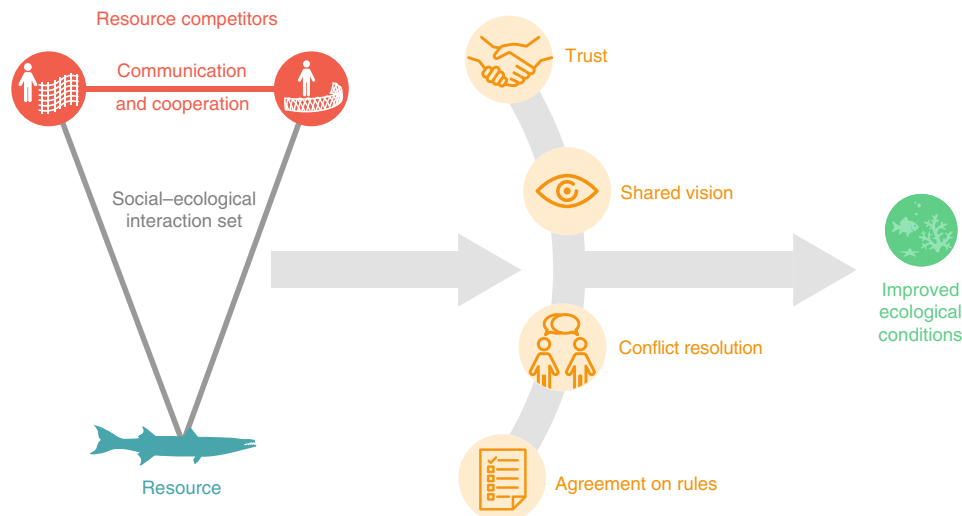 Resource competitors
Communication
and cooperation
Social–ecological
interaction set
Resource
Trust
Shared vision
Conflict resolution
Agreement on rules
Improved
ecological
conditions